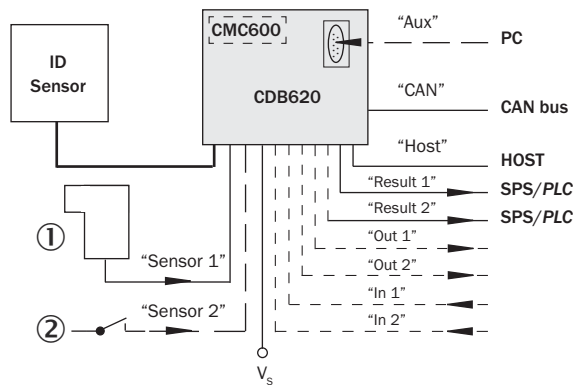 CMC600
"Aux"
PC
ID
Sensor
CDB620
"CAN"
CAN bus
"Host"
HOST
"Result 1"
SPS/PLC
"Result 2"
SPS/PLC
①
"Out 1"
"Sensor 1"
"Out 2"
"In 1"
②
"Sensor 2"
"In 2"
Vs